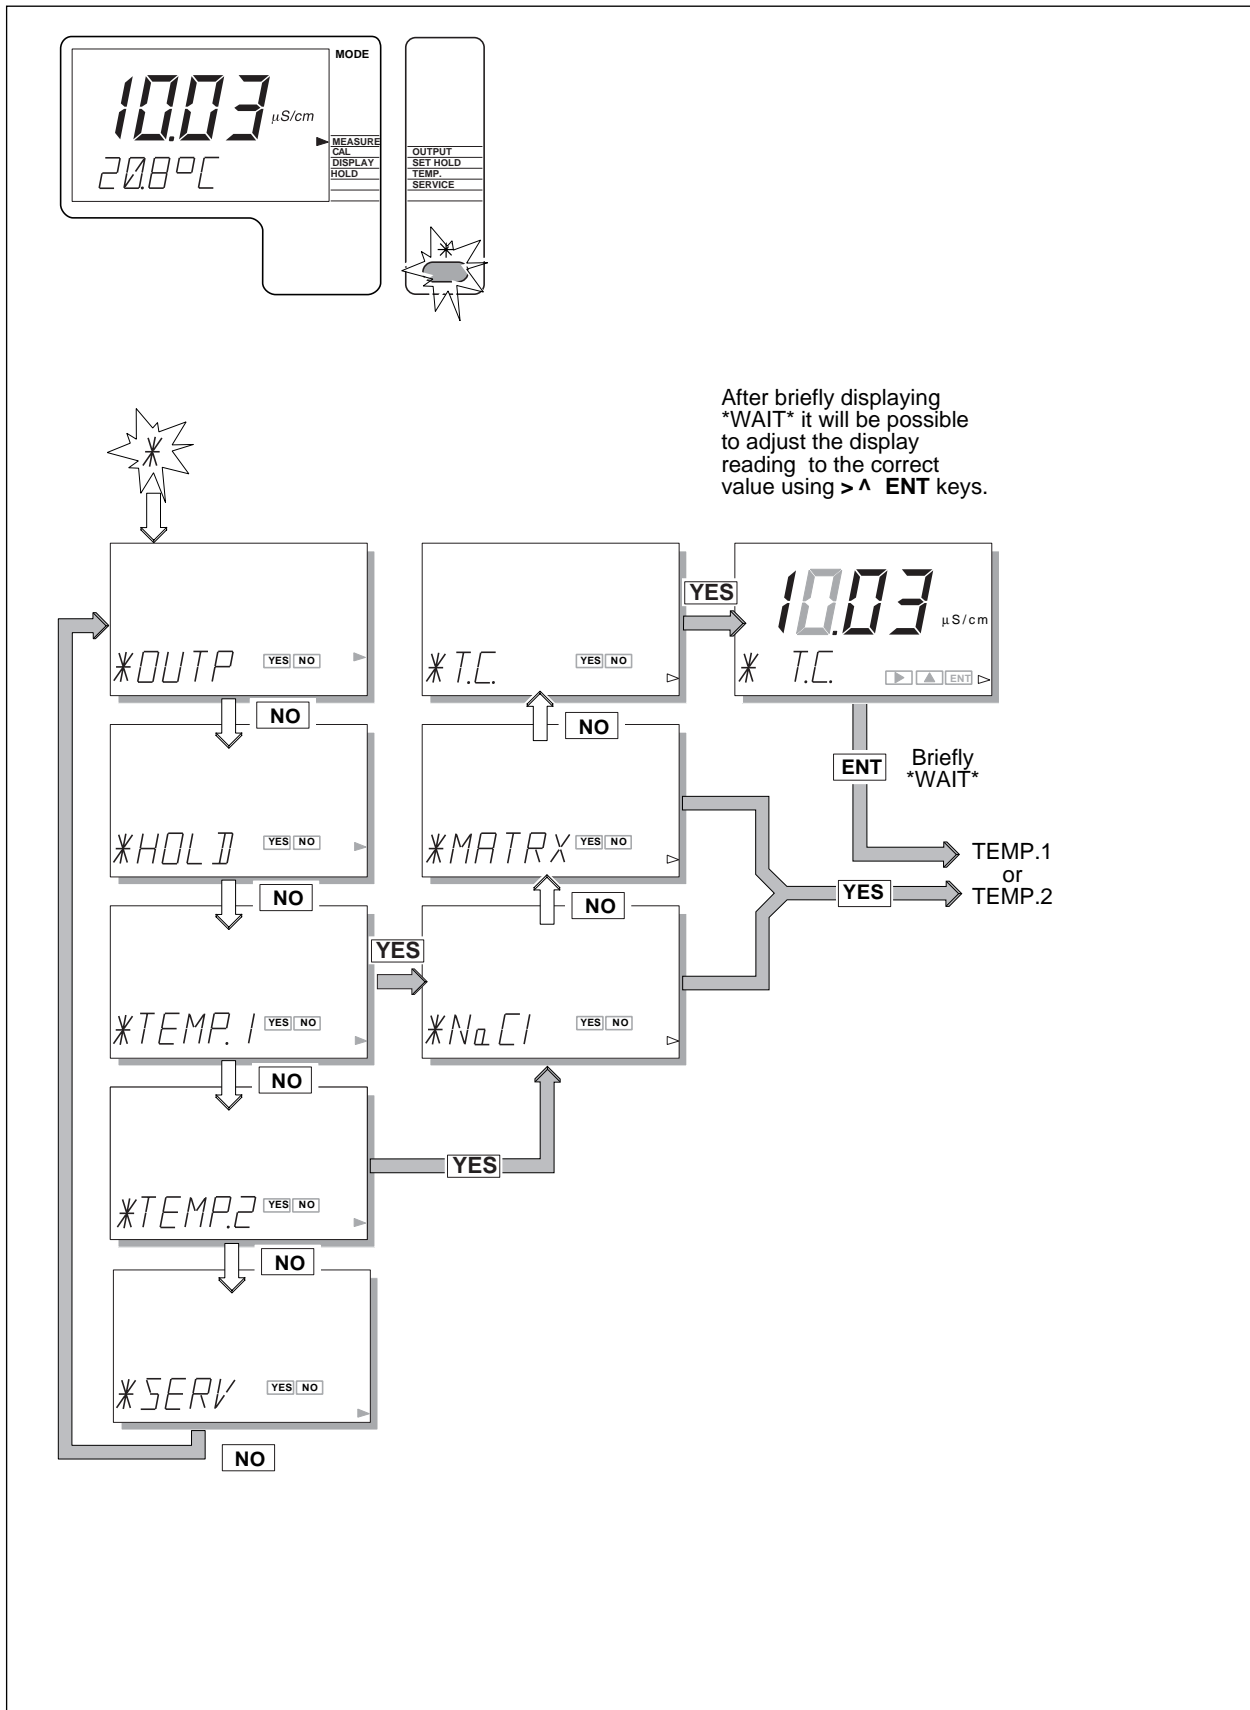 MODE
10.03 μS/cm
20.8°C
MEASURE
CAL
DISPLAY
HOLD
OUTPUT
SET HOLD
TEMP.
SERVICE
*
After briefly displaying
*WAIT* it will be possible
to adjust the display
reading to the correct
value using > ^ ENT keys.
*
*OUTP YES NO
NO
*HOLD YES NO
NO
*TEMP.1 YES NO
YES
NO
*TEMP.2 YES NO
YES
NO
*SERV YES NO
NO
*T.C. YES NO
YES
NO
*MATRX YES NO
NO
*NaCl YES NO
10.03 μS/cm
* T.C. ENT
ENT
Briefly
*WAIT*
YES
TEMP.1
or
TEMP.2